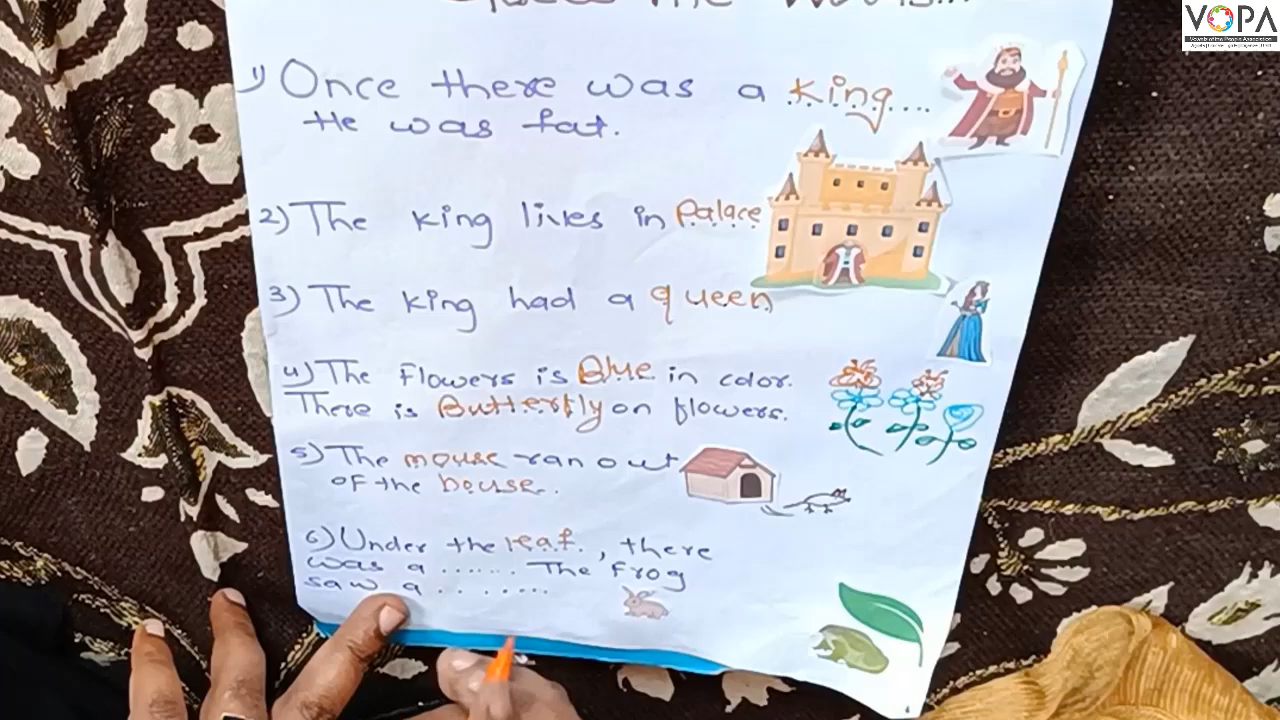 VOPA
1) Once there was a king....
He was fat.
2) The king lives in Palace
3) The king had a queen
4) The Flowers is Blue in color.
There is Butterfly on flowers.
5) The mouse ran out
OF the house..
6) Under the leaf. , there
was a ....... The Frog
saw a .......